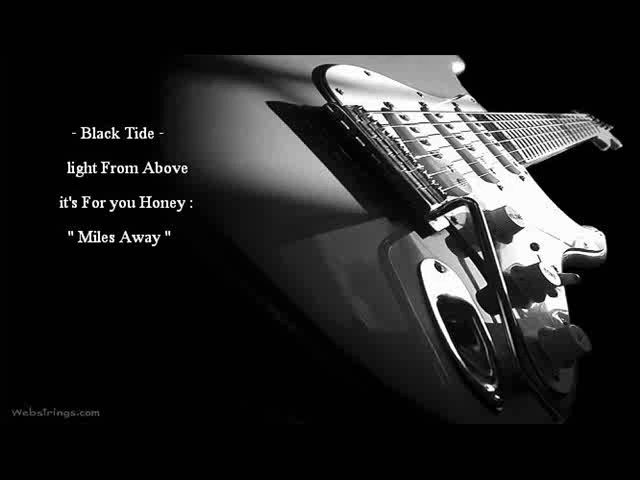 - Black Tide -
light From Above
it's For you Honey :
" Miles Away "
Webstrings.com